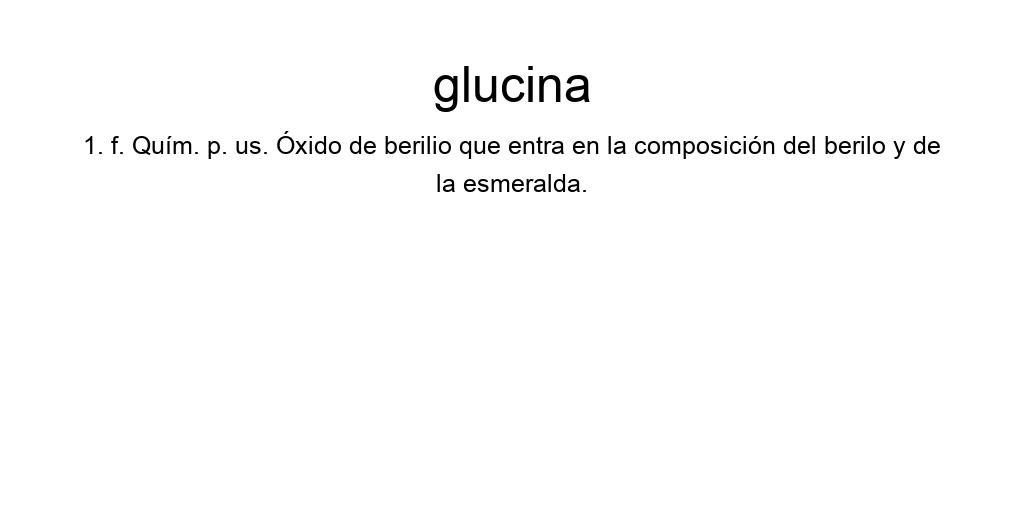 glucina
1. f. Quím. p. us. Óxido de berilio que entra en la composición del berilo y de
la esmeralda.